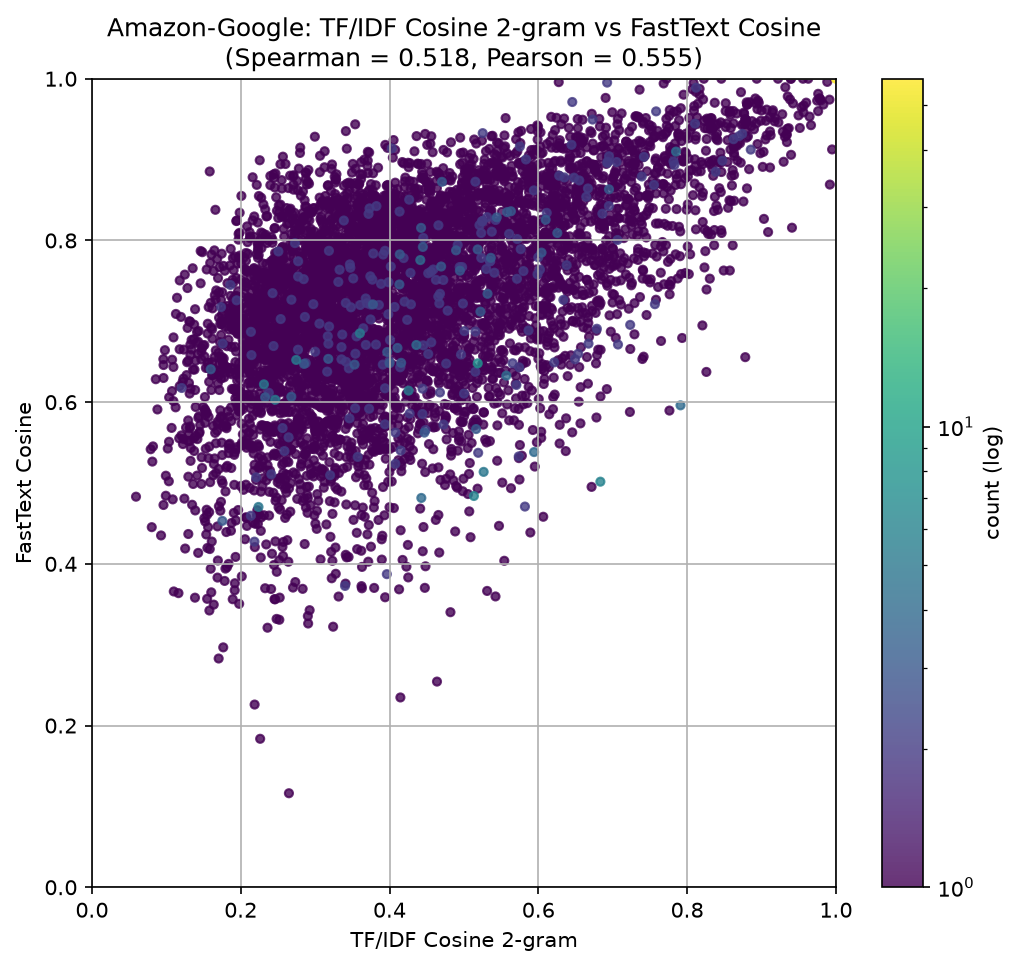 Amazon-Google: TF/IDF Cosine 2-gram vs FastText Cosine
(Spearman = 0.518, Pearson = 0.555)
1.0
0.8
0.6
0.4
0.2
0.0
FastText Cosine
0.0 0.2 0.4 0.6 0.8 1.0
TF/IDF Cosine 2-gram
10¹
10⁰
count (log)